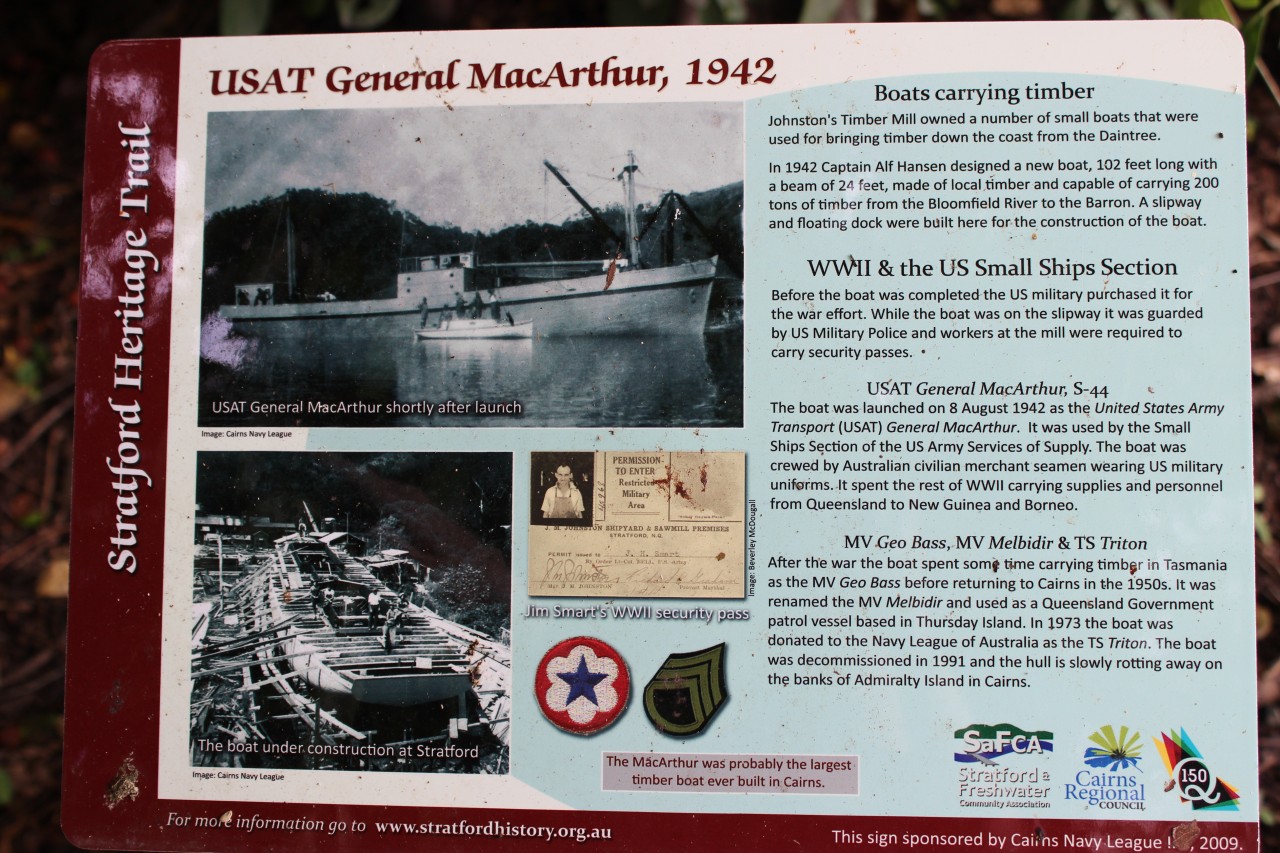 Stratford Heritage Trail
USAT General MacArthur, 1942
USAT General MacArthur shortly after launch
Image: Cairns Navy League
The boat under construction at Stratford
Image: Cairns Navy League
PERMISSION
TO ENTER
Restricted
Military
Area
J. M. JOHNSTON SHIPYARD & SAWMILL PREMISES
STRATFORD, N.Q.
PERMIT issued to J. H. Smart
Image: Beverley McDougall
Jim Smart's WWII security pass
The MacArthur was probably the largest
timber boat ever built in Cairns.
Boats carrying timber
Johnston's Timber Mill owned a number of small boats that were
used for bringing timber down the coast from the Daintree.
In 1942 Captain Alf Hansen designed a new boat, 102 feet long with
a beam of 24 feet, made of local timber and capable of carrying 200
tons of timber from the Bloomfield River to the Barron. A slipway
and floating dock were built here for the construction of the boat.
WWII & the US Small Ships Section
Before the boat was completed the US military purchased it for
the war effort. While the boat was on the slipway it was guarded
by US Military Police and workers at the mill were required to
carry security passes.
USAT General MacArthur, S-44
The boat was launched on 8 August 1942 as the United States Army
Transport (USAT) General MacArthur. It was used by the Small
Ships Section of the US Army Services of Supply. The boat was
crewed by Australian civilian merchant seamen wearing US military
uniforms. It spent the rest of WWII carrying supplies and personnel
from Queensland to New Guinea and Borneo.
MV Geo Bass, MV Melbidir & TS Triton
After the war the boat spent some time carrying timber in Tasmania
as the MV Geo Bass before returning to Cairns in the 1950s. It was
renamed the MV Melbidir and used as a Queensland Government
patrol vessel based in Thursday Island. In 1973 the boat was
donated to the Navy League of Australia as the TS Triton. The boat
was decommissioned in 1991 and the hull is slowly rotting away on
the banks of Admiralty Island in Cairns.
SaFCA
Stratford &
Freshwater
Community Association
Cairns
Regional
COUNCIL
Q150
For more information go to www.stratfordhistory.org.au
This sign sponsored by Cairns Navy League 2009.